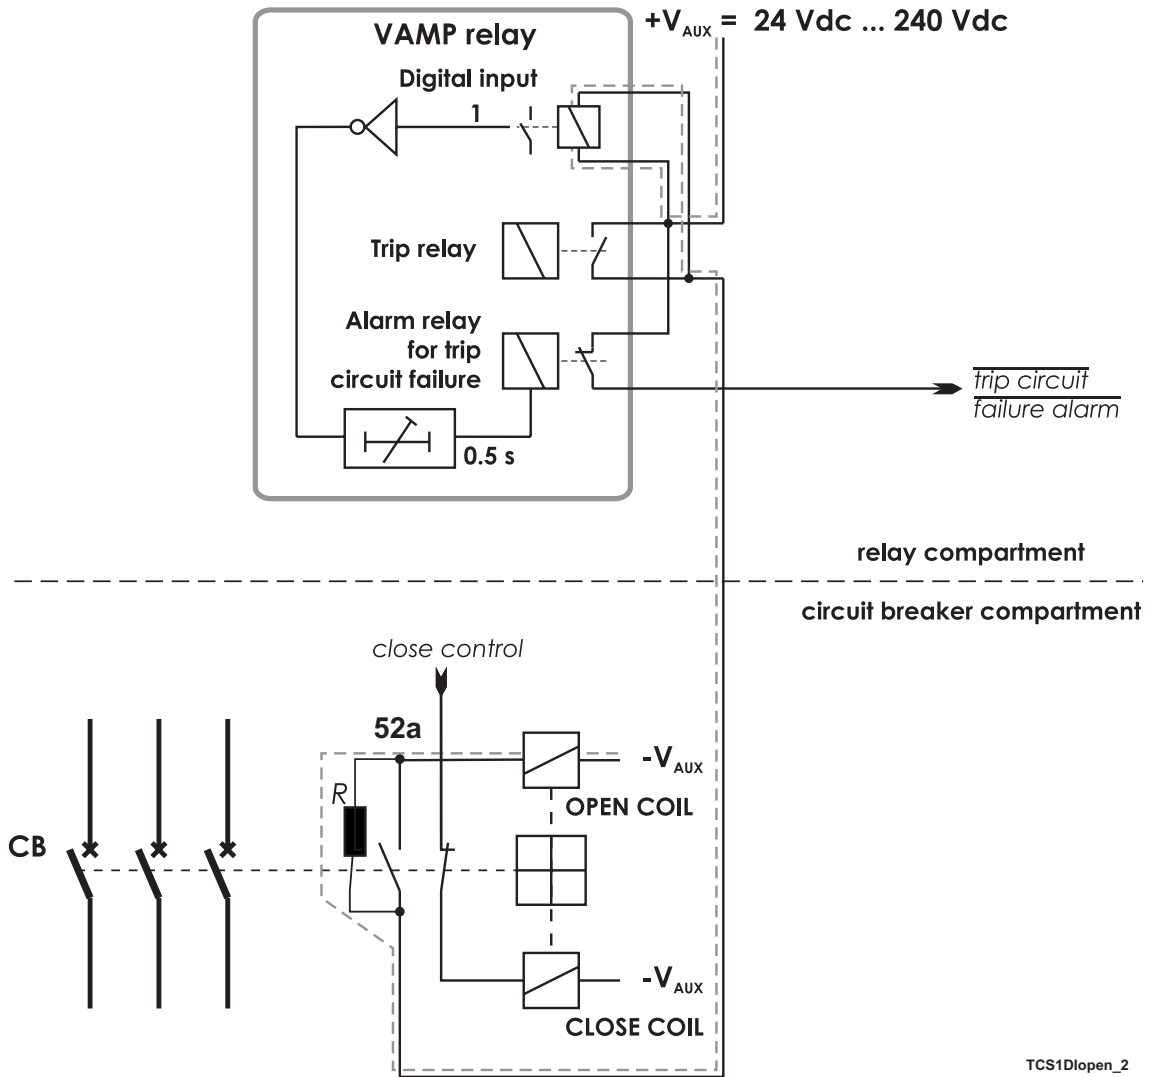 VAMP relay
+VAUX = 24 Vdc ... 240 Vdc
Digital input
1
Trip relay
Alarm relay
for trip
circuit failure
0.5 s
trip circuit
failure alarm
relay compartment
circuit breaker compartment
close control
52a
R
-VAUX
OPEN COIL
CB
-VAUX
CLOSE COIL
TCS1DIopen_2